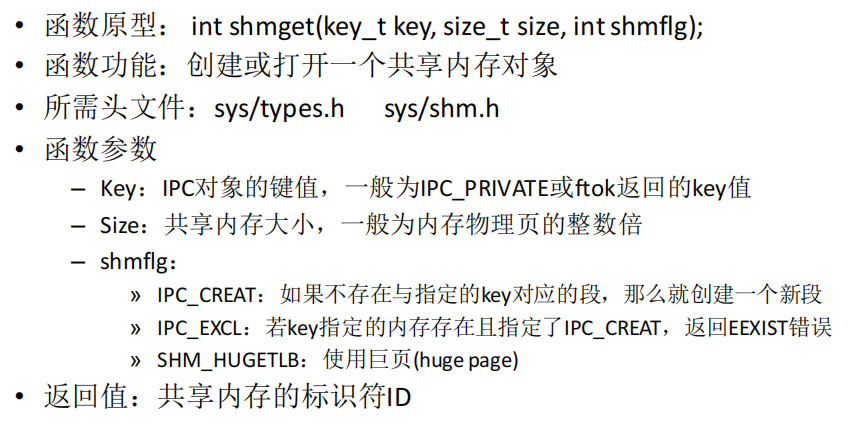 • 函数原型： int shmget(key_t key, size_t size, int shmflg);
• 函数功能：创建或打开一个共享内存对象
• 所需头文件：sys/types.h sys/shm.h
• 函数参数
– Key：IPC对象的键值，一般为IPC_PRIVATE或ftok返回的key值
– Size：共享内存大小，一般为内存物理页的整数倍
– shmflg：
» IPC_CREAT：如果不存在与指定的key对应的段，那么就创建一个新段
» IPC_EXCL：若key指定的内存存在且指定了IPC_CREAT，返回EEXIST错误
» SHM_HUGETLB：使用巨页(huge page)
• 返回值：共享内存的标识符ID